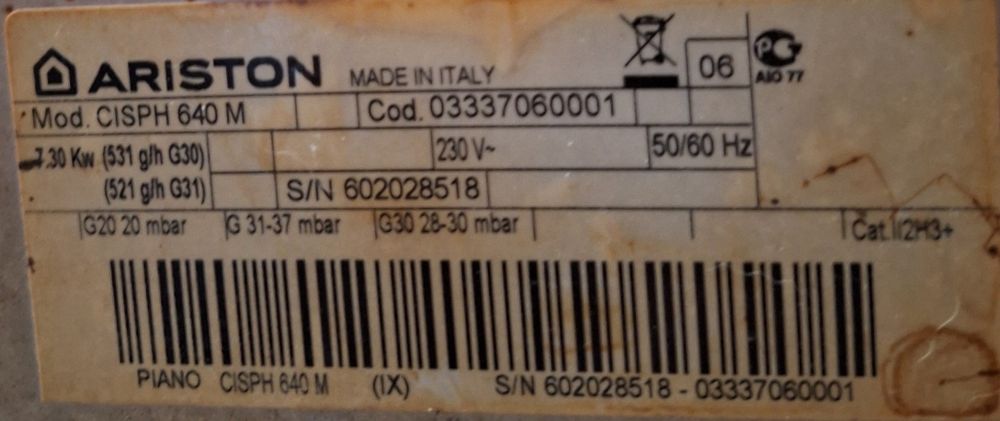 ARISTON MADE IN ITALY 06 PG AЮ 77
Mod. CISPH 640 M Cod. 03337060001
7.30 Kw (531 g/h G30) 230 V~ 50/60 Hz
(521 g/h G31) S/N 602028518
G20 20 mbar G 31-37 mbar G30 28-30 mbar Cat.II2H3+
PIANO CISPH 640 M (IX) S/N 602028518 - 03337060001